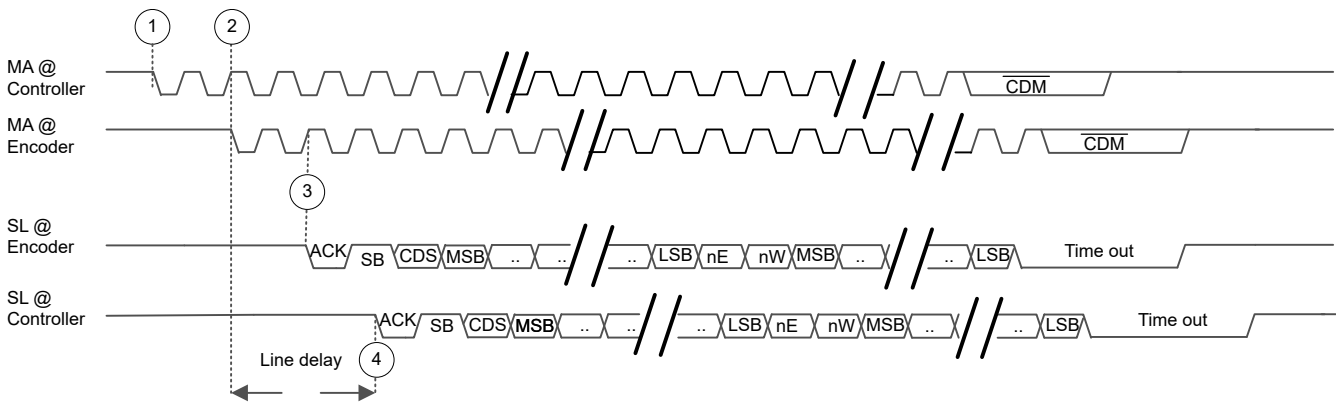 1
2
MA @
Controller
CDM
MA @
Encoder
CDM
3
SL @
Encoder
ACK SB CDS MSB .. .. .. LSB nE nW MSB .. .. LSB Time out
SL @
Controller
ACK SB CDS MSB .. .. .. LSB nE nW MSB .. .. LSB Time out
Line delay
4